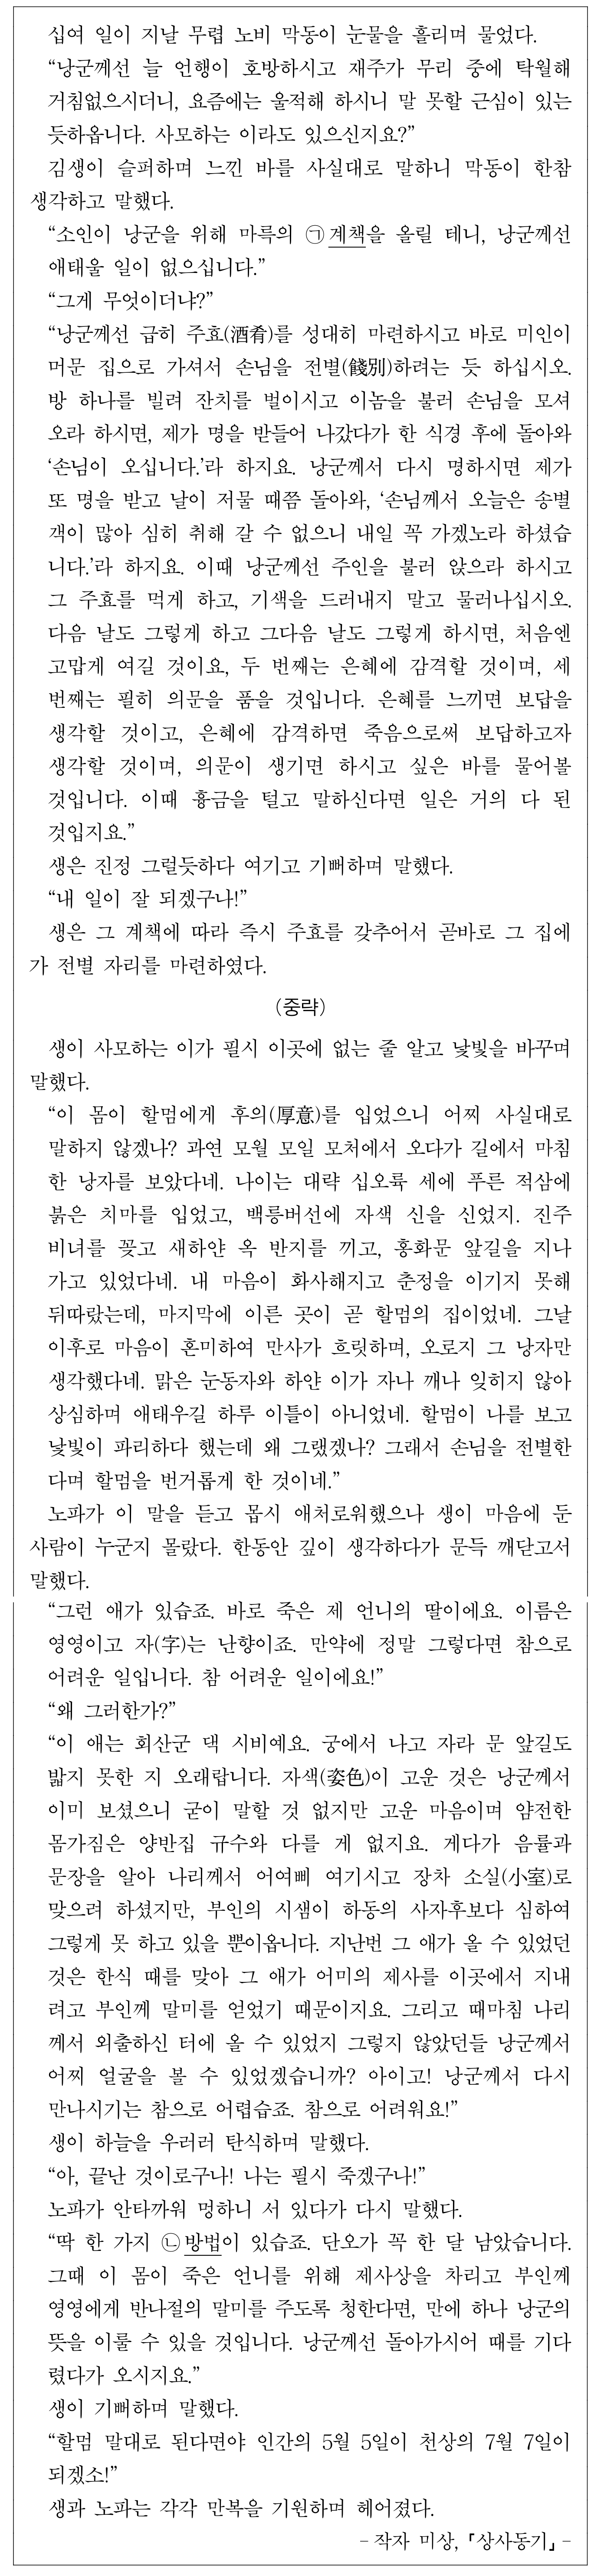 십여 일이 지날 무렵 노비 막동이 눈물을 흘리며 물었다.
“낭군께선 늘 언행이 호방하시고 재주가 무리 중에 탁월해
거침없으시더니, 요즘에는 울적해 하시니 말 못할 근심이 있는
듯하옵니다. 사모하는 이라도 있으신지요?”
김생이 슬퍼하며 느낀 바를 사실대로 말하니 막동이 한참
생각하고 말했다.
“소인이 낭군을 위해 마륵의 ㉠계책을 올릴 테니, 낭군께선
애태울 일이 없으십니다.”
“그게 무엇이더냐?”
“낭군께선 급히 주효(酒肴)를 성대히 마련하시고 바로 미인이
머문 집으로 가셔서 손님을 전별(餞別)하려는 듯 하십시오.
방 하나를 빌려 잔치를 벌이시고 이놈을 불러 손님을 모셔
오라 하시면, 제가 명을 받들어 나갔다가 한 식경 후에 돌아와
‘손님이 오십니다.’라 하지요. 낭군께서 다시 명하시면 제가
또 명을 받고 날이 저물 때쯤 돌아와, ‘손님께서 오늘은 송별
객이 많아 심히 취해 갈 수 없으니 내일 꼭 가겠노라 하셨습
니다.’라 하지요. 이때 낭군께선 주인을 불러 앉으라 하시고
그 주효를 먹게 하고, 기색을 드러내지 말고 물러나십시오.
다음 날도 그렇게 하고 그다음 날도 그렇게 하시면, 처음엔
고맙게 여길 것이요, 두 번째는 은혜에 감격할 것이며, 세
번째는 필히 의문을 품을 것입니다. 은혜를 느끼면 보답을
생각할 것이고, 은혜에 감격하면 죽음으로써 보답하고자
생각할 것이며, 의문이 생기면 하시고 싶은 바를 물어볼
것입니다. 이때 흉금을 털고 말하신다면 일은 거의 다 된
것입지요.”
생은 진정 그럴듯하다 여기고 기뻐하며 말했다.
“내 일이 잘 되겠구나!”
생은 그 계책에 따라 즉시 주효를 갖추어서 곧바로 그 집에
가 전별 자리를 마련하였다.
(중략)
생이 사모하는 이가 필시 이곳에 없는 줄 알고 낯빛을 바꾸며
말했다.
“이 몸이 할멈에게 후의(厚意)를 입었으니 어찌 사실대로
말하지 않겠나? 과연 모월 모일 모처에서 오다가 길에서 마침
한 낭자를 보았다네. 나이는 대략 십오륙 세에 푸른 적삼에
붉은 치마를 입었고, 백릉버선에 자색 신을 신었지. 진주
비녀를 꽂고 새하얀 옥 반지를 끼고, 홍화문 앞길을 지나
가고 있었다네. 내 마음이 화사해지고 춘정을 이기지 못해
뒤따랐는데, 마지막에 이른 곳이 곧 할멈의 집이었네. 그날
이후로 마음이 혼미하여 만사가 흐릿하며, 오로지 그 낭자만
생각했다네. 맑은 눈동자와 하얀 이가 자나 깨나 잊히지 않아
상심하며 애태우길 하루 이틀이 아니었네. 할멈이 나를 보고
낯빛이 파리하다 했는데 왜 그랬겠나? 그래서 손님을 전별한
다며 할멈을 번거롭게 한 것이네.”
노파가 이 말을 듣고 몹시 애처로워했으나 생이 마음에 둔
사람이 누군지 몰랐다. 한동안 깊이 생각하다가 문득 깨닫고서
말했다.
“그런 애가 있습죠. 바로 죽은 제 언니의 딸이에요. 이름은
영영이고 자(字)는 난향이죠. 만약에 정말 그렇다면 참으로
어려운 일입니다. 참 어려운 일이에요!”
“왜 그러한가?”
“이 애는 회산군 댁 시비예요. 궁에서 나고 자라 문 앞길도
밟지 못한 지 오래랍니다. 자색(姿色)이 고운 것은 낭군께서
이미 보셨으니 굳이 말할 것 없지만 고운 마음이며 얌전한
몸가짐은 양반집 규수와 다를 게 없지요. 게다가 음률과
문장을 알아 나리께서 어여삐 여기시고 장차 소실(小室)로
맞으려 하셨지만, 부인의 시샘이 하동의 사자후보다 심하여
그렇게 못 하고 있을 뿐이옵니다. 지난번 그 애가 올 수 있었던
것은 한식 때를 맞아 그 애가 어미의 제사를 이곳에서 지내
려고 부인께 말미를 얻었기 때문이지요. 그리고 때마침 나리
께서 외출하신 터에 올 수 있었지 그렇지 않았던들 낭군께서
어찌 얼굴을 볼 수 있었겠습니까? 아이고! 낭군께서 다시
만나시기는 참으로 어렵습죠. 참으로 어려워요!”
생이 하늘을 우러러 탄식하며 말했다.
“아, 끝난 것이로구나! 나는 필시 죽겠구나!”
노파가 안타까워 멍하니 서 있다가 다시 말했다.
“딱 한 가지 ㉡방법이 있습죠. 단오가 꼭 한 달 남았습니다.
그때 이 몸이 죽은 언니를 위해 제사상을 차리고 부인께
영영에게 반나절의 말미를 주도록 청한다면, 만에 하나 낭군의
뜻을 이룰 수 있을 것입니다. 낭군께선 돌아가시어 때를 기다
렸다가 오시지요.”
생이 기뻐하며 말했다.
“할멈 말대로 된다면야 인간의 5월 5일이 천상의 7월 7일이
되겠소!”
생과 노파는 각각 만복을 기원하며 헤어졌다.
- 작자 미상, 「상사동기」 -